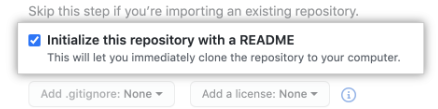 Skip this step if you're importing an existing repository.
Initialize this repository with a README
This will let you immediately clone the repository to your computer.
Add .gitignore: None Add a license: None